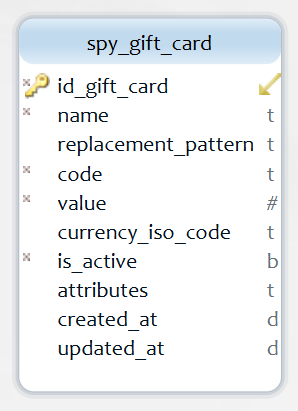 spy_gift_card
id_gift_card
name t
replacement_pattern t
code t
value #
currency_iso_code t
is_active b
attributes t
created_at d
updated_at d